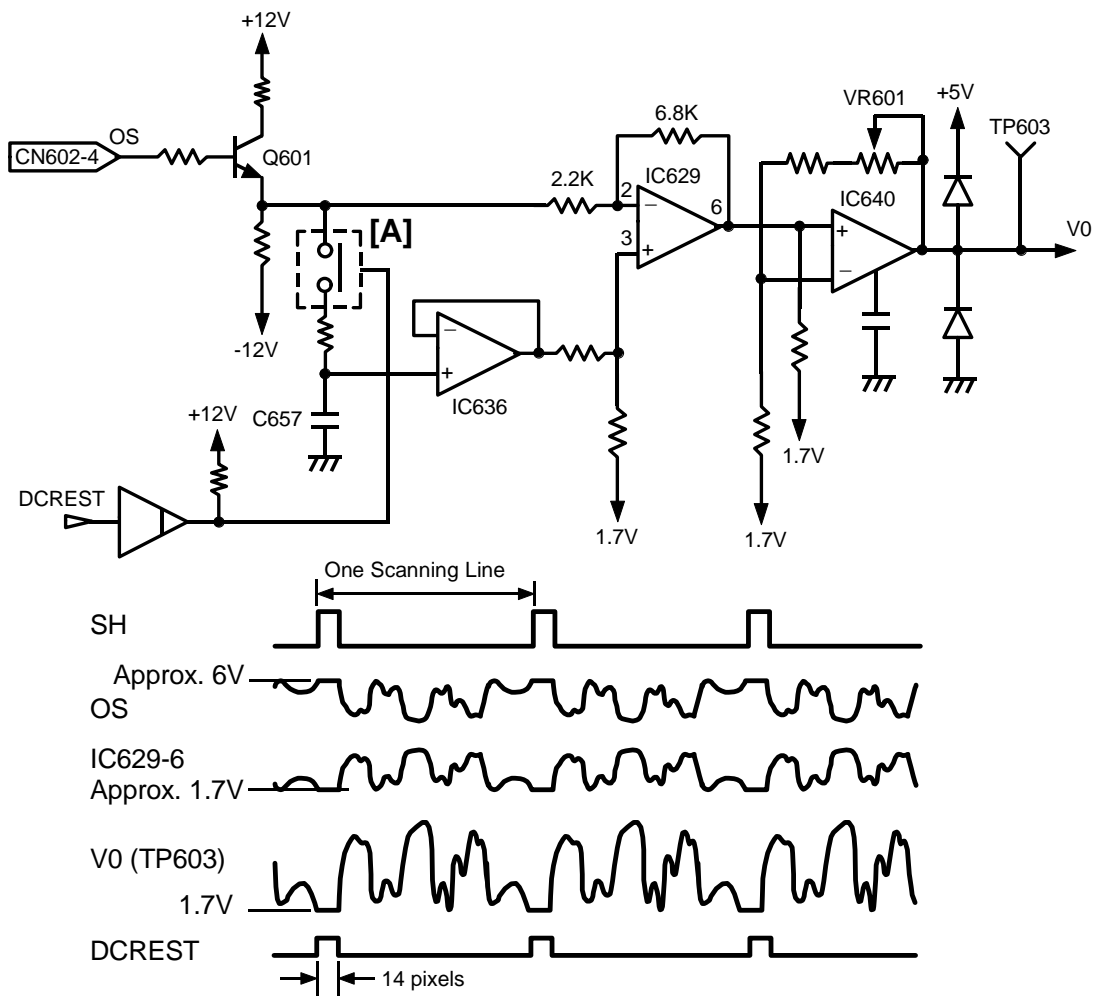 +12V
OS
CN602-4
Q601
[A]
-12V
2.2K
6.8K
2
3
6
IC629
−
+
VR601
IC640
+
−
+5V
TP603
V0
−
+
IC636
C657
+12V
DCREST
1.7V
1.7V
1.7V
One Scanning Line
SH
Approx. 6V
OS
IC629-6
Approx. 1.7V
V0 (TP603)
1.7V
DCREST
14 pixels